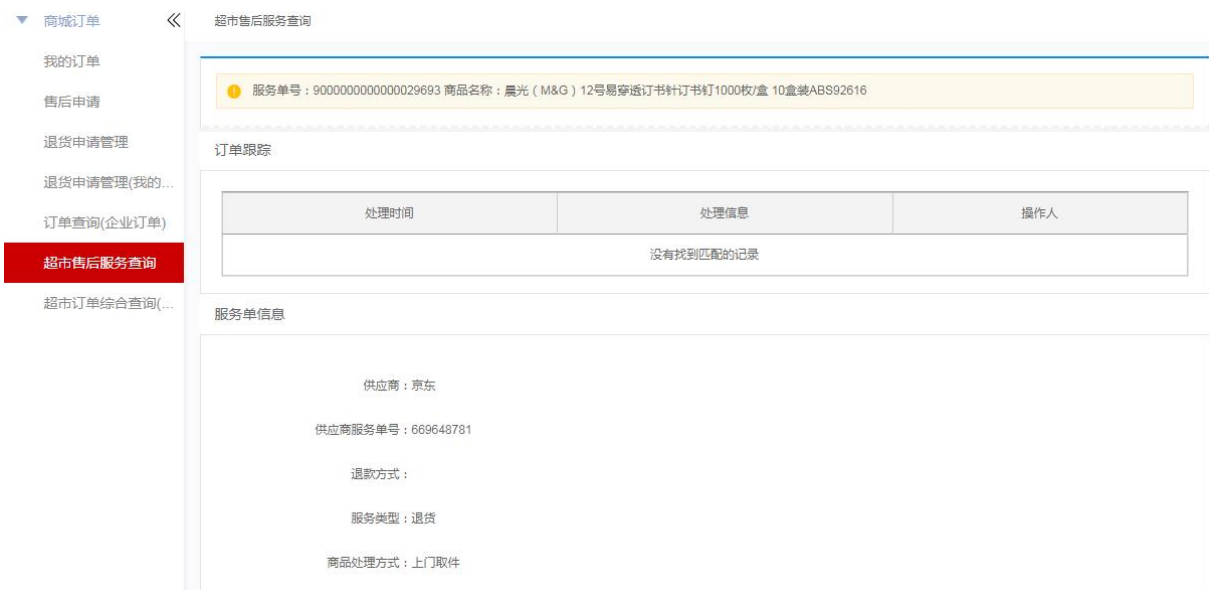 商城订单
超市售后服务查询
我的订单
售后申请
退货申请管理
退货申请管理(我的...
订单查询(企业订单)
超市售后服务查询
超市订单综合查询(...
服务单号：9000000000000029693 商品名称：晨光（M&G）12号易穿透订书针订书钉1000枚/盒 10盒装ABS92616
订单跟踪
处理时间 处理信息 操作人
没有找到匹配的记录
服务单信息
供应商：京东
供应商服务单号：669648781
退款方式：
服务类型：退货
商品处理方式：上门取件